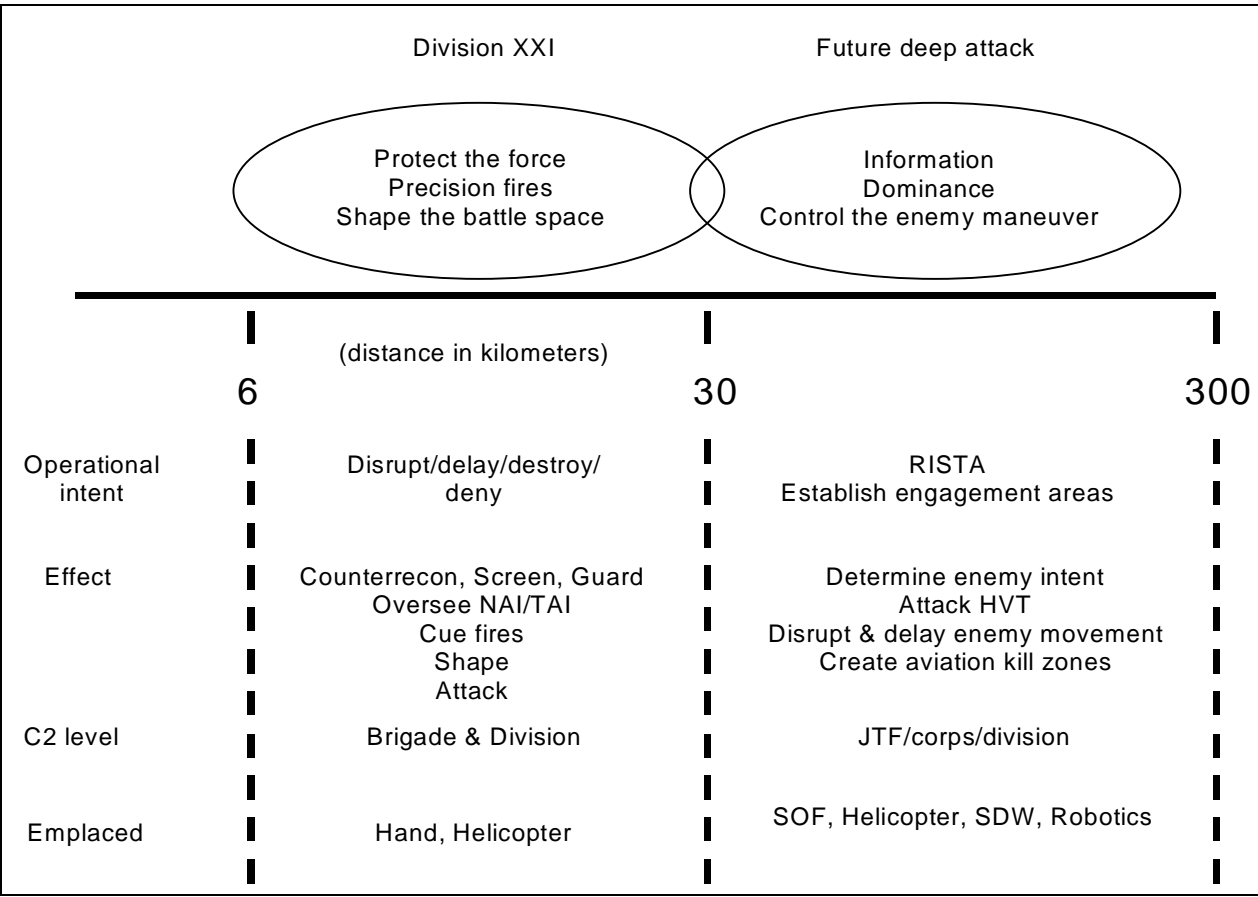 Division XXI
Future deep attack
Protect the force
Precision fires
Shape the battle space
Information
Dominance
Control the enemy maneuver
(distance in kilometers)
6
30
300
Operational
intent
Disrupt/delay/destroy/
deny
RISTA
Establish engagement areas
Effect
Counterrecon, Screen, Guard
Oversee NAI/TAI
Cue fires
Shape
Attack
Determine enemy intent
Attack HVT
Disrupt & delay enemy movement
Create aviation kill zones
C2 level
Brigade & Division
JTF/corps/division
Emplaced
Hand, Helicopter
SOF, Helicopter, SDW, Robotics